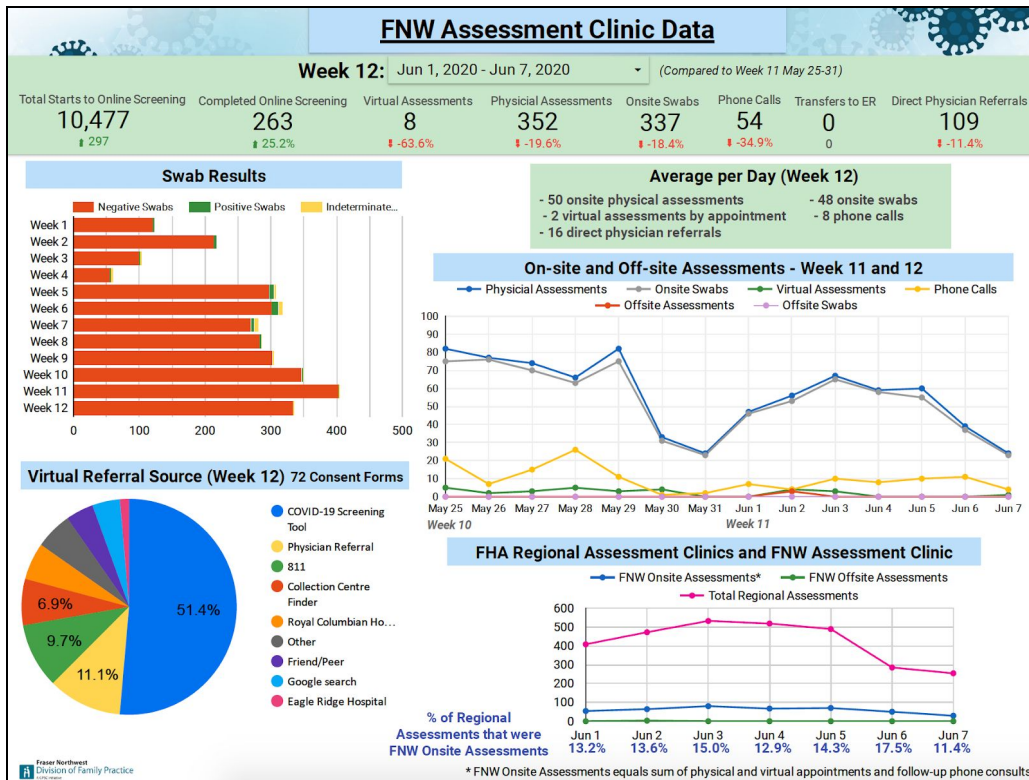 FNW Assessment Clinic Data
Week 12: Jun 1, 2020 - Jun 7, 2020 (Compared to Week 11 May 25-31)
Total Starts to Online Screening Completed Online Screening Virtual Assessments Physicial Assessments Onsite Swabs Phone Calls Transfers to ER Direct Physician Referrals
10,477 263 8 352 337 54 0 109
297 25.2% -63.6% -19.6% -18.4% -34.9% 0 -11.4%
Swab Results
Negative Swabs Positive Swabs Indeterminate...
Week 1
Week 2
Week 3
Week 4
Week 5
Week 6
Week 7
Week 8
Week 9
Week 10
Week 11
Week 12
0 100 200 300 400 500
Average per Day (Week 12)
- 50 onsite physical assessments - 48 onsite swabs
- 2 virtual assessments by appointment - 8 phone calls
- 16 direct physician referrals
On-site and Off-site Assessments - Week 11 and 12
Physicial Assessments Onsite Swabs Virtual Assessments Phone Calls
Offsite Assessments Offsite Swabs
100
90
80
70
60
50
40
30
20
10
0
May 25 May 26 May 27 May 28 May 29 May 30 May 31 Jun 1 Jun 2 Jun 3 Jun 4 Jun 5 Jun 6 Jun 7
Week 10 Week 11
Virtual Referral Source (Week 12) 72 Consent Forms
51.4%
11.1%
9.7%
6.9%
COVID-19 Screening
Tool
Physician Referral
811
Collection Centre
Finder
Royal Columbian Ho...
Other
Friend/Peer
Google search
Eagle Ridge Hospital
FHA Regional Assessment Clinics and FNW Assessment Clinic
FNW Onsite Assessments* FNW Offsite Assessments
Total Regional Assessments
600
500
400
300
200
100
0
Jun 1 Jun 2 Jun 3 Jun 4 Jun 5 Jun 6 Jun 7
% of Regional
Assessments that were
FNW Onsite Assessments
13.2% 13.6% 15.0% 12.9% 14.3% 17.5% 11.4%
* FNW Onsite Assessments equals sum of physical and virtual appointments and follow-up phone consult
Fraser Northwest
Division of Family Practice